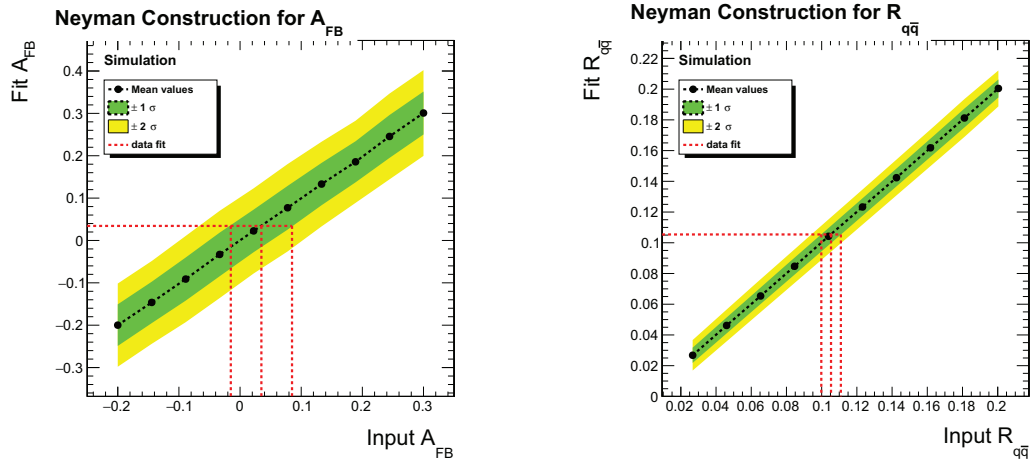 Neyman Construction for A_FB
Fit A_FB
Simulation
Mean values
± 1 σ
± 2 σ
data fit
0.4
0.3
0.2
0.1
0
−0.1
−0.2
−0.3
−0.2 −0.1 0 0.1 0.2 0.3
Input A_FB
Neyman Construction for R_qq̅
Fit R_qq̅
Simulation
Mean values
± 1 σ
± 2 σ
data fit
0.22
0.2
0.18
0.16
0.14
0.12
0.1
0.08
0.06
0.04
0.02
0
0.02 0.04 0.06 0.08 0.1 0.12 0.14 0.16 0.18 0.2
Input R_qq̅